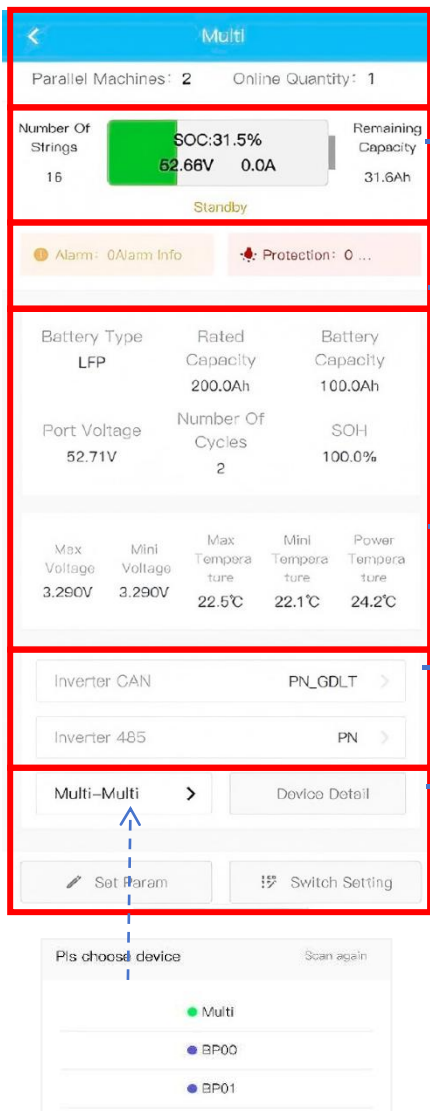 Multi
Parallel Machines: 2 Online Quantity: 1
Number Of Strings
16
SOC:31.5%
52.66V 0.0A
Remaining Capacity
31.6Ah
Standby
Alarm: 0Alarm Info
Protection: 0 ...
Battery Type
LFP
Rated Capacity
200.0Ah
Battery Capacity
100.0Ah
Port Voltage
52.71V
Number Of Cycles
2
SOH
100.0%
Max Voltage
3.290V
Mini Voltage
3.290V
Max Tempera ture
22.5℃
Mini Tempera ture
22.1℃
Power Tempera ture
24.2℃
Inverter CAN PN_GDLT
Inverter 485 PN
Multi-Multi Device Detail
Set Param Switch Setting
Pls choose device Scan again
Multi
BP00
BP01